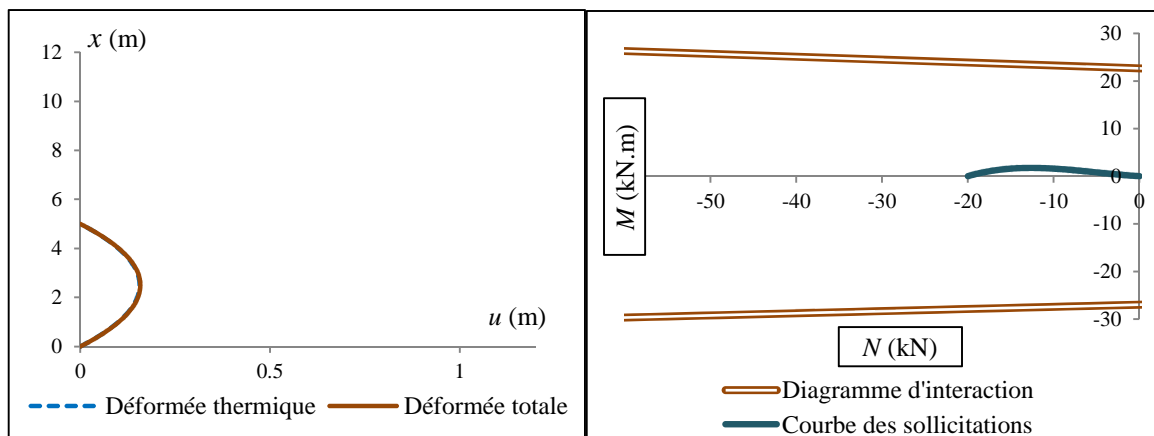 x (m)
12
10
8
6
4
2
0
0
0.5
1
u (m)
Déformée thermique
Déformée totale
30
20
10
0
-10
-20
-30
-50
-40
-30
-20
-10
0
M (kN.m)
N (kN)
Diagramme d'interaction
Courbe des sollicitations